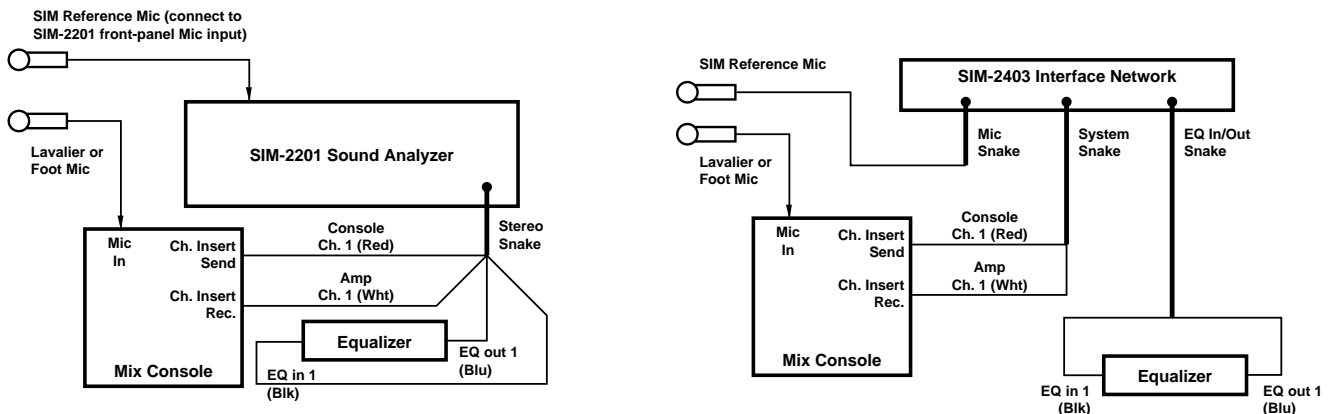 SIM Reference Mic (connect to
SIM-2201 front-panel Mic input)
Lavalier or
Foot Mic
SIM-2201 Sound Analyzer
Stereo
Snake
Mic
In
Ch. Insert
Send
Console
Ch. 1 (Red)
Ch. Insert
Rec.
Amp
Ch. 1 (Wht)
Equalizer
EQ out 1
(Blu)
EQ in 1
(Blk)
Mix Console
SIM Reference Mic
SIM-2403 Interface Network
Mic
Snake
System
Snake
EQ In/Out
Snake
Lavalier or
Foot Mic
Mic
In
Ch. Insert
Send
Console
Ch. 1 (Red)
Ch. Insert
Rec.
Amp
Ch. 1 (Wht)
Mix Console
Equalizer
EQ in 1
(Blk)
EQ out 1
(Blu)